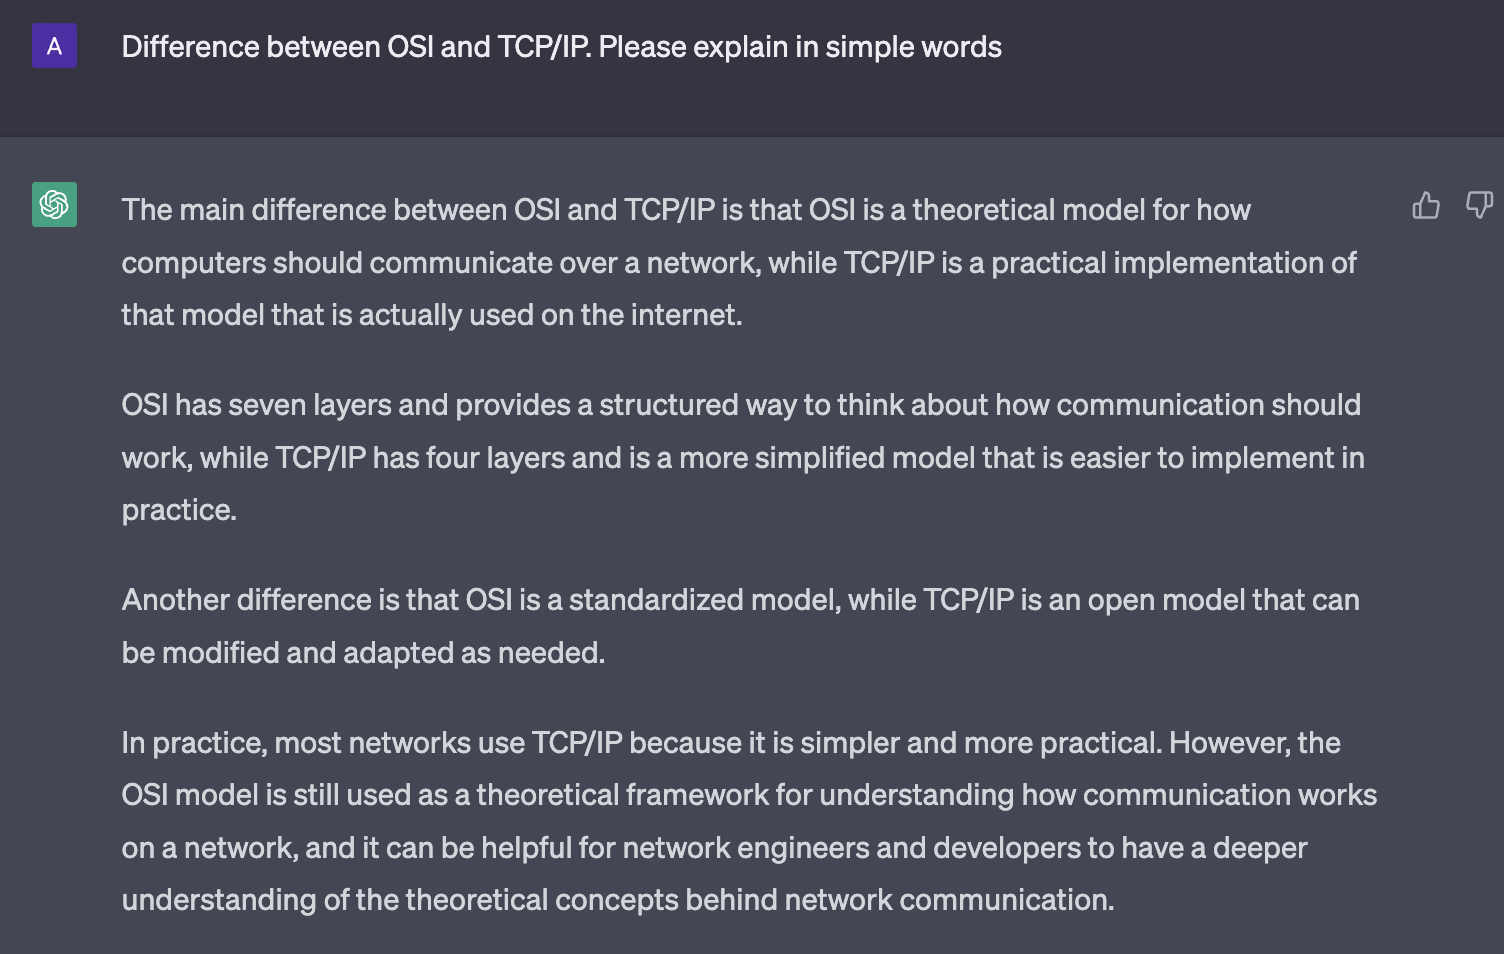 A
Difference between OSI and TCP/IP. Please explain in simple words
The main difference between OSI and TCP/IP is that OSI is a theoretical model for how
computers should communicate over a network, while TCP/IP is a practical implementation of
that model that is actually used on the internet.
OSI has seven layers and provides a structured way to think about how communication should
work, while TCP/IP has four layers and is a more simplified model that is easier to implement in
practice.
Another difference is that OSI is a standardized model, while TCP/IP is an open model that can
be modified and adapted as needed.
In practice, most networks use TCP/IP because it is simpler and more practical. However, the
OSI model is still used as a theoretical framework for understanding how communication works
on a network, and it can be helpful for network engineers and developers to have a deeper
understanding of the theoretical concepts behind network communication.